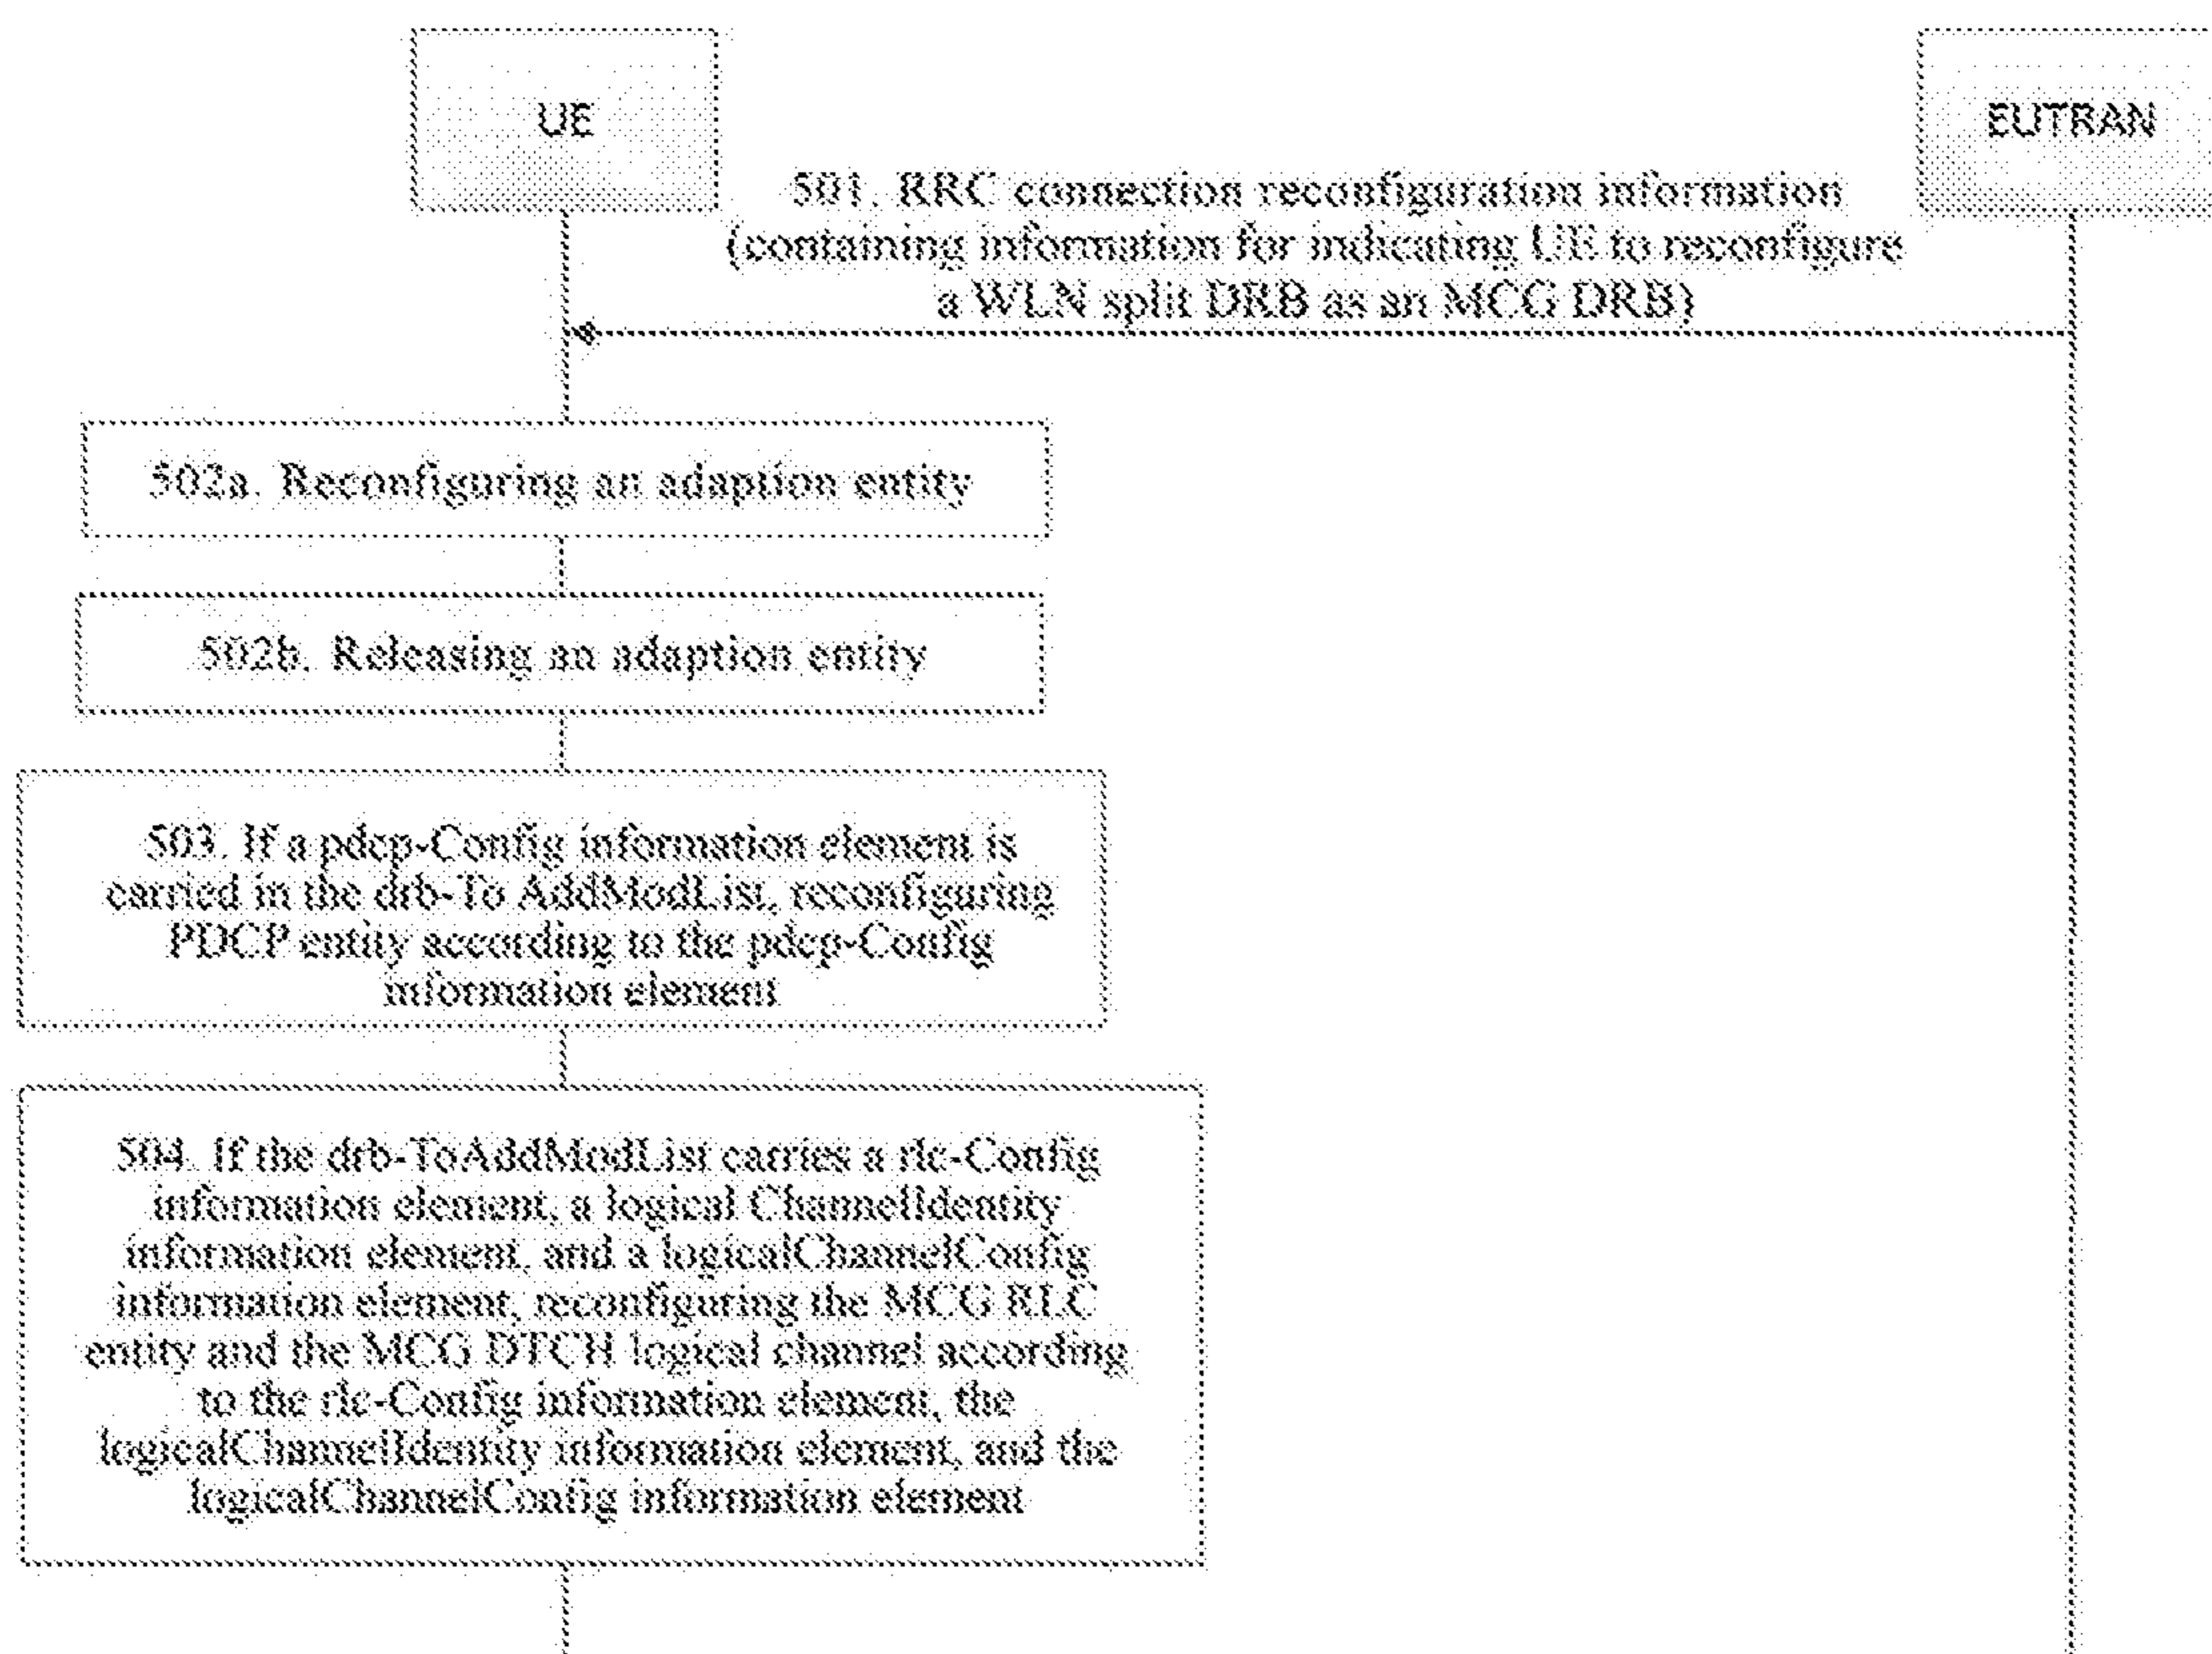 UE
EUTRAN
501. RRC connection reconfiguration information
(containing information for indicating UE to reconfigure
a WLN split DRB as an MCG DRB)
502a. Reconfiguring an adaption entity
502b. Releasing an adaption entity
503. If a pdcp-Config information element is
carried in the drb-To AddModList, reconfiguring
PDCP entity according to the pdcp-Config
information element
504. If the drb-ToAddModList carries a rlc-Config
information element, a logical ChannelIdentity
information element, and a logicalChannelConfig
information element, reconfiguring the MCG RLC
entity and the MCG DTCH logical channel according
to the rlc-Config information element, the
logicalChannelIdentity information element, and the
logicalChannelConfig information element